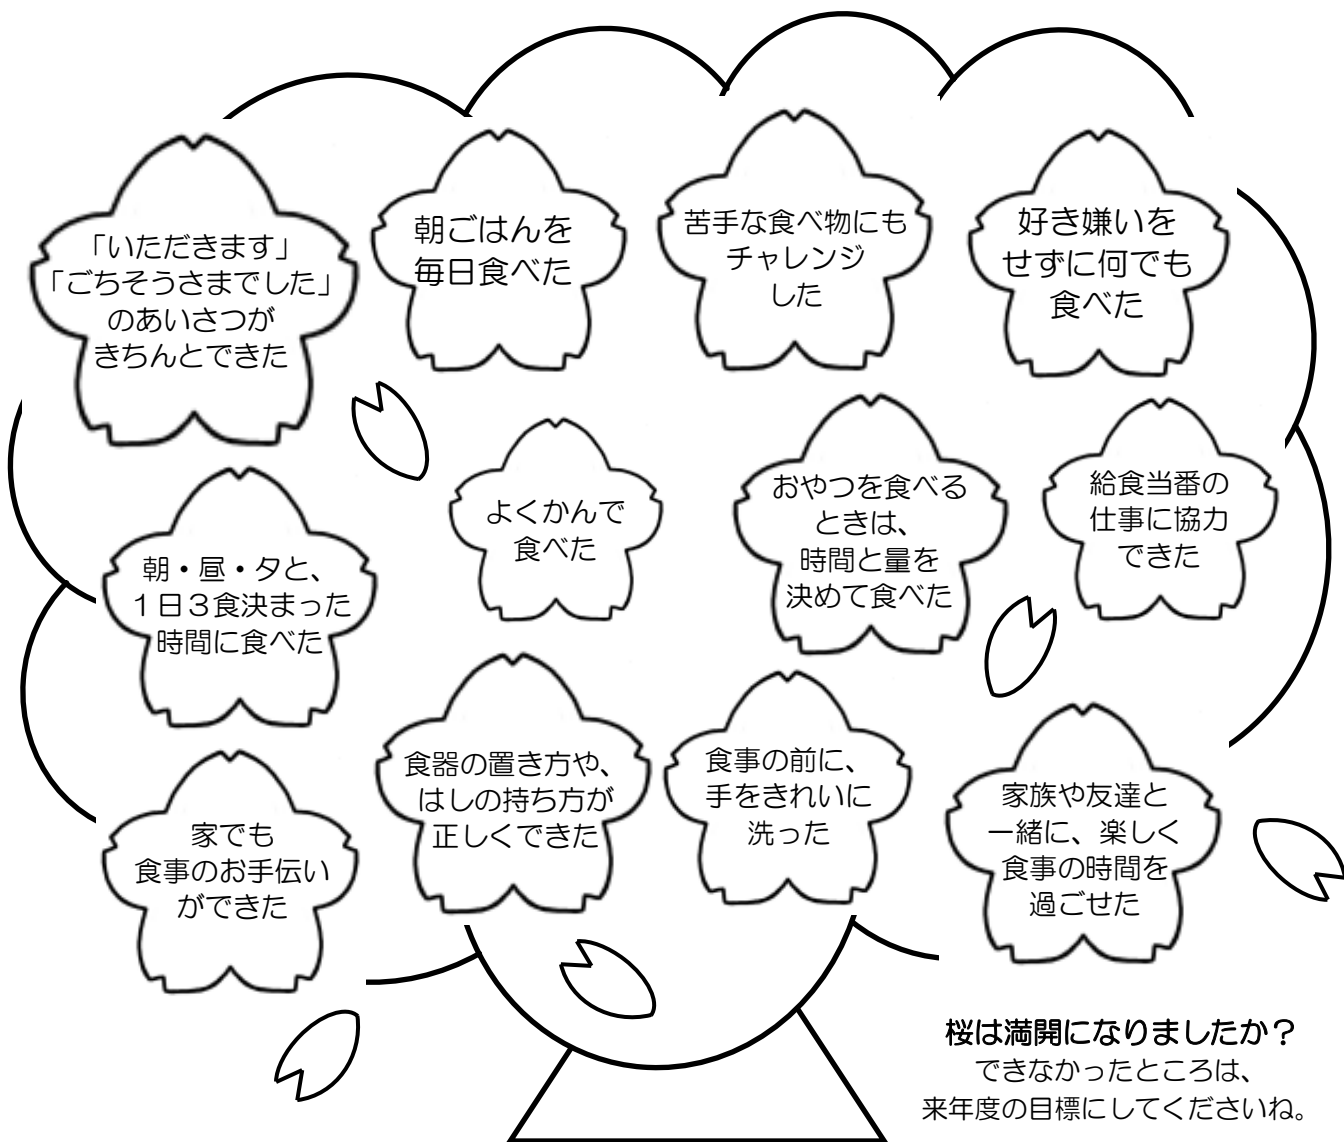 「いただきます」
「ごちそうさまでした」
のあいさつが
きちんとできた
朝ごはんを
毎日食べた
苦手な食べ物にも
チャレンジ
した
好き嫌いを
せずに何でも
食べた
朝・昼・夕と、
１日３食決まった
時間に食べた
よくかんで
食べた
おやつを食べる
ときは、
時間と量を
決めて食べた
給食当番の
仕事に協力
できた
家でも
食事のお手伝い
ができた
食器の置き方や、
はしの持ち方が
正しくできた
食事の前に、
手をきれいに
洗った
家族や友達と
一緒に、楽しく
食事の時間を
過ごせた
桜は満開になりましたか？
できなかったところは、
来年度の目標にしてくださいね。